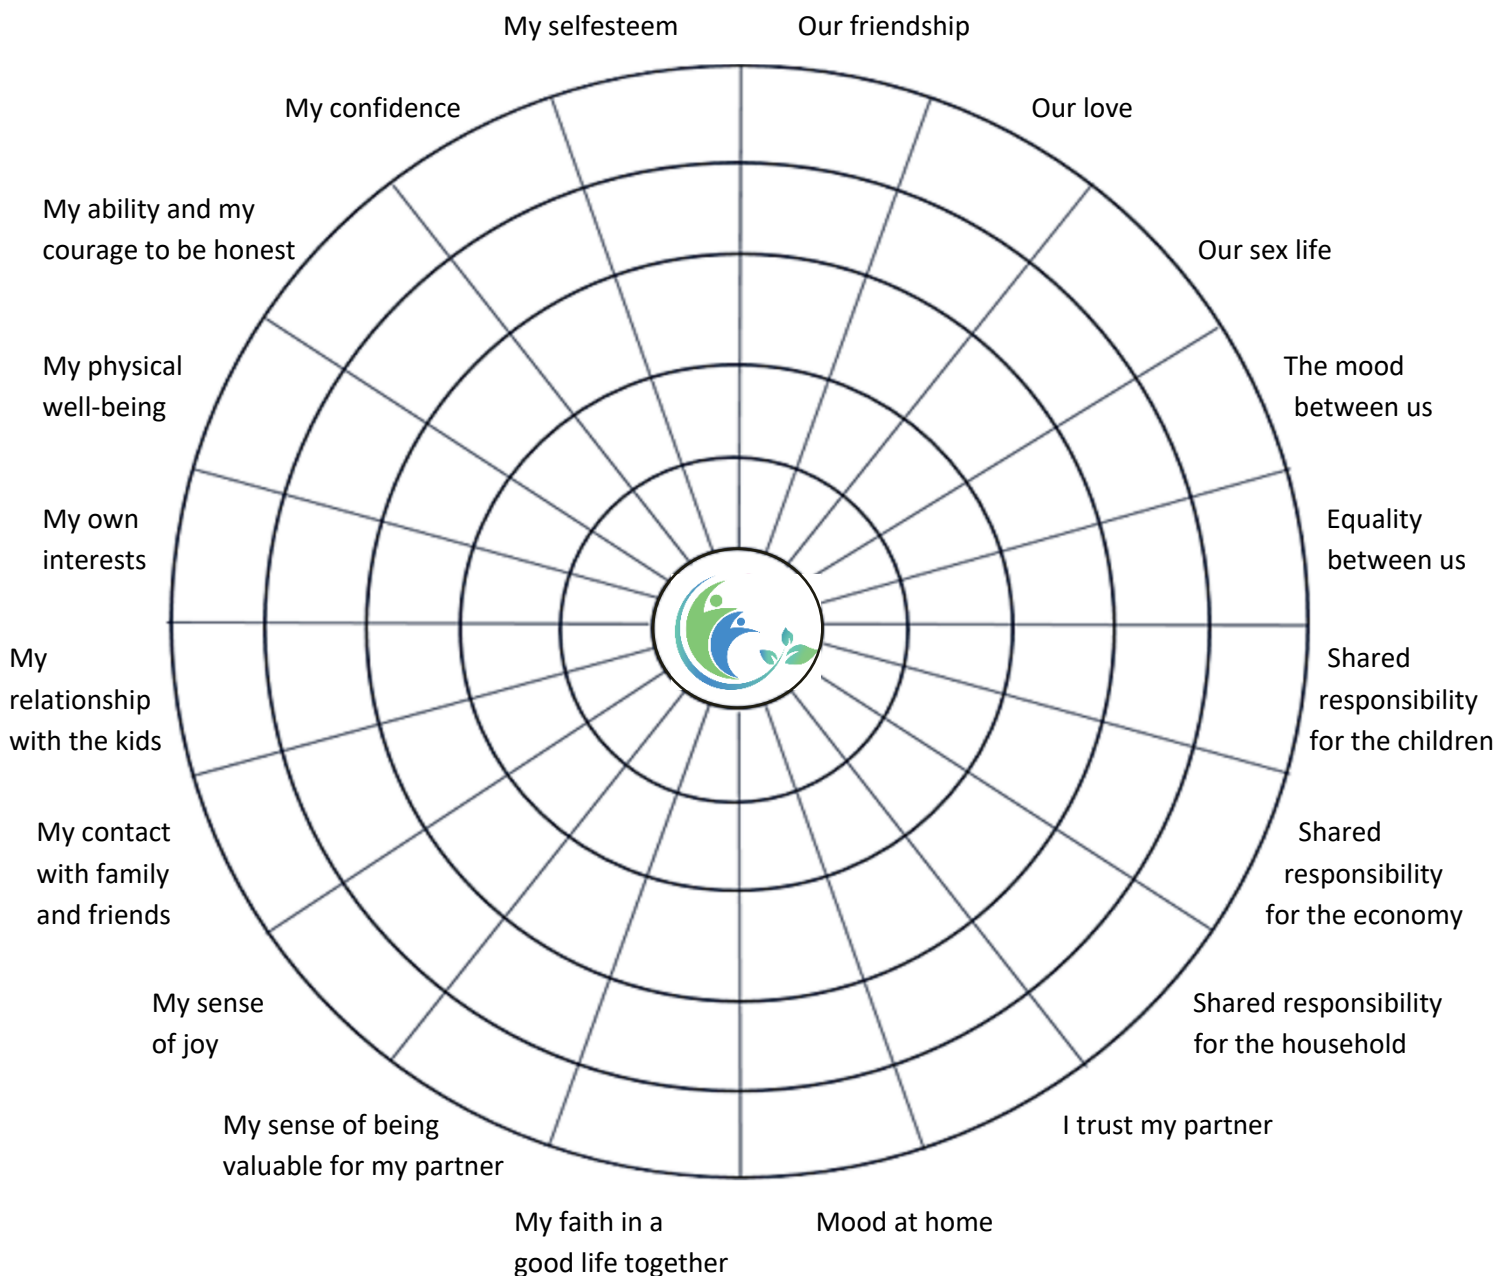 My selfesteem
Our friendship
My confidence
Our love
My ability and my
courage to be honest
Our sex life
My physical
well-being
The mood
between us
My own
interests
Equality
between us
My
relationship
with the kids
Shared
responsibility
for the children
My contact
with family
and friends
Shared
responsibility
for the economy
My sense
of joy
Shared responsibility
for the household
My sense of being
valuable for my partner
I trust my partner
My faith in a
good life together
Mood at home